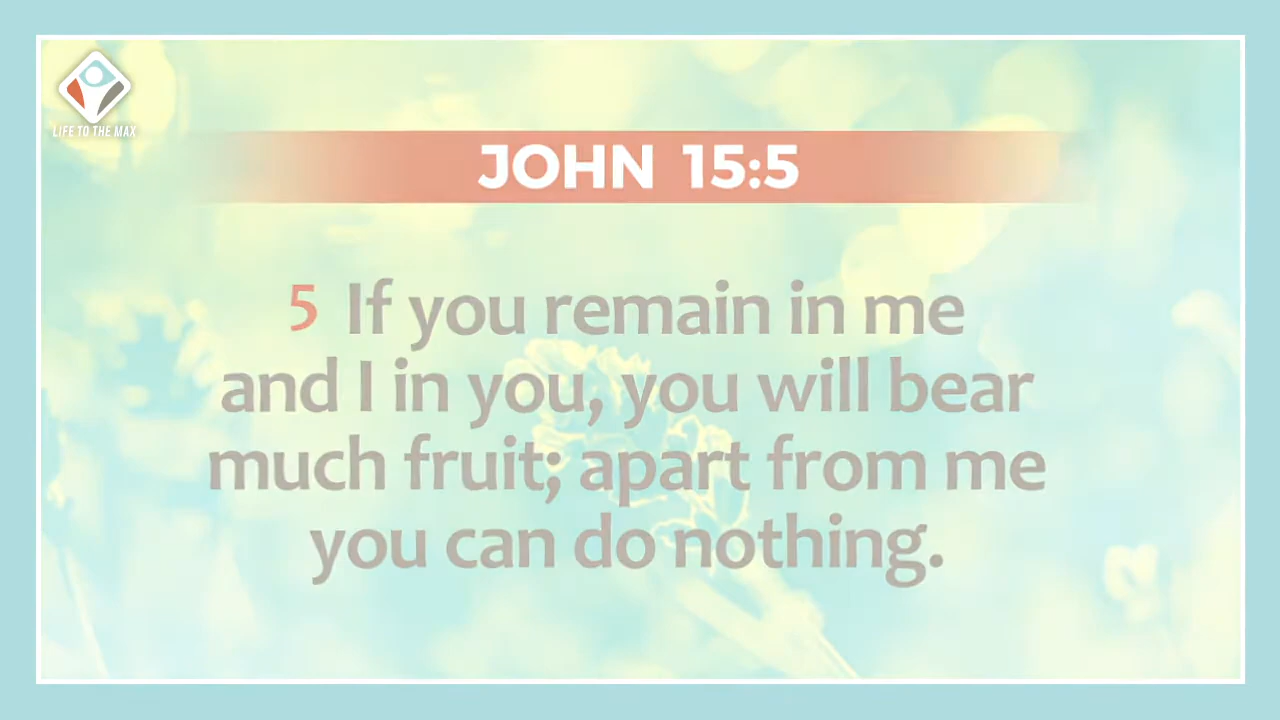 LIFE TO THE MAX
JOHN 15:5
5 If you remain in me
and I in you, you will bear
much fruit; apart from me
you can do nothing.